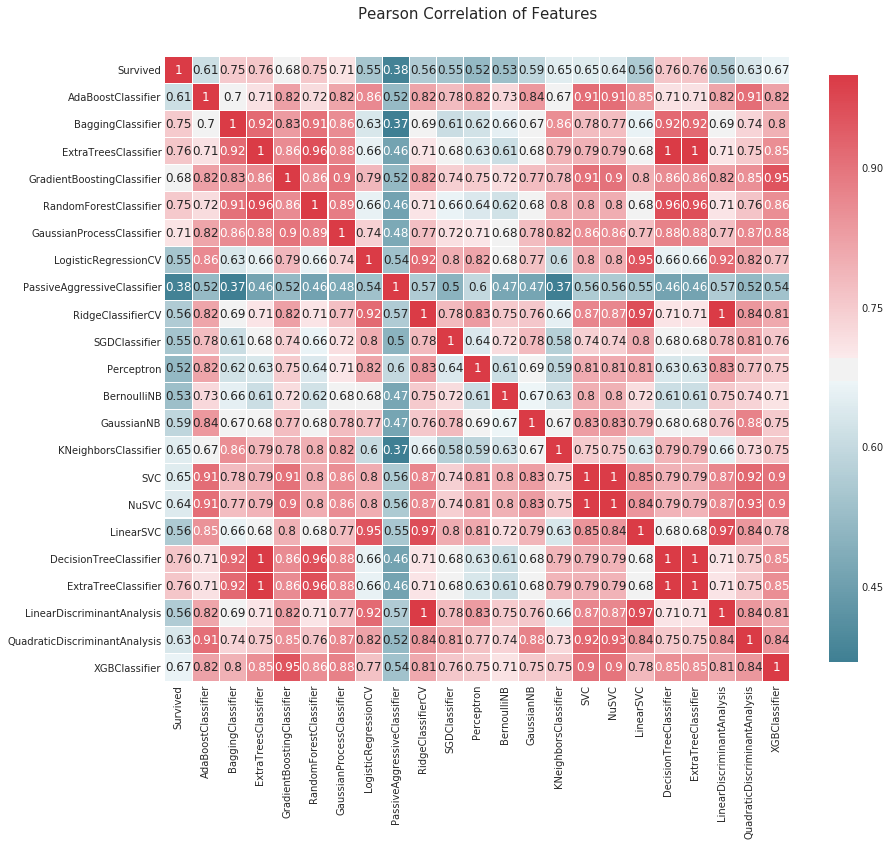 Pearson Correlation of Features
Survived 1 0.61 0.75 0.76 0.68 0.75 0.71 0.55 0.38 0.56 0.55 0.52 0.53 0.59 0.65 0.65 0.64 0.56 0.76 0.76 0.56 0.63 0.67
AdaBoostClassifier 0.61 1 0.7 0.71 0.82 0.72 0.82 0.86 0.52 0.82 0.78 0.82 0.73 0.84 0.67 0.91 0.91 0.85 0.71 0.71 0.82 0.91 0.82
BaggingClassifier 0.75 0.7 1 0.92 0.83 0.91 0.86 0.63 0.37 0.69 0.61 0.62 0.66 0.67 0.86 0.78 0.77 0.66 0.92 0.92 0.69 0.74 0.8
ExtraTreesClassifier 0.76 0.71 0.92 1 0.86 0.96 0.88 0.66 0.46 0.71 0.68 0.63 0.61 0.68 0.79 0.79 0.79 0.68 1 1 0.71 0.75 0.85
GradientBoostingClassifier 0.68 0.82 0.83 0.86 1 0.86 0.9 0.79 0.52 0.82 0.74 0.75 0.72 0.77 0.78 0.91 0.9 0.8 0.86 0.86 0.82 0.85 0.95
RandomForestClassifier 0.75 0.72 0.91 0.96 0.86 1 0.89 0.66 0.46 0.71 0.66 0.64 0.62 0.68 0.8 0.8 0.8 0.68 0.96 0.96 0.71 0.76 0.86
GaussianProcessClassifier 0.71 0.82 0.86 0.88 0.9 0.89 1 0.74 0.48 0.77 0.72 0.71 0.68 0.78 0.82 0.86 0.86 0.77 0.88 0.88 0.77 0.87 0.88
LogisticRegressionCV 0.55 0.86 0.63 0.66 0.79 0.66 0.74 1 0.54 0.92 0.8 0.82 0.68 0.77 0.6 0.8 0.8 0.95 0.66 0.66 0.92 0.82 0.77
PassiveAggressiveClassifier 0.38 0.52 0.37 0.46 0.52 0.46 0.48 0.54 1 0.57 0.5 0.6 0.47 0.47 0.37 0.56 0.56 0.55 0.46 0.46 0.57 0.52 0.54
RidgeClassifierCV 0.56 0.82 0.69 0.71 0.82 0.71 0.77 0.92 0.57 1 0.78 0.83 0.75 0.76 0.66 0.87 0.87 0.97 0.71 0.71 1 0.84 0.81
SGDClassifier 0.55 0.78 0.61 0.68 0.74 0.66 0.72 0.8 0.5 0.78 1 0.64 0.72 0.78 0.58 0.74 0.74 0.8 0.68 0.68 0.78 0.81 0.76
Perceptron 0.52 0.82 0.62 0.63 0.75 0.64 0.71 0.82 0.6 0.83 0.64 1 0.61 0.69 0.59 0.81 0.81 0.81 0.63 0.63 0.83 0.77 0.75
BernoulliNB 0.53 0.73 0.66 0.61 0.72 0.62 0.68 0.68 0.47 0.75 0.72 0.61 1 0.67 0.63 0.8 0.8 0.72 0.61 0.61 0.75 0.74 0.71
GaussianNB 0.59 0.84 0.67 0.68 0.77 0.68 0.78 0.77 0.47 0.76 0.78 0.69 0.67 1 0.67 0.83 0.83 0.79 0.68 0.68 0.76 0.88 0.75
KNeighborsClassifier 0.65 0.67 0.86 0.79 0.78 0.8 0.82 0.6 0.37 0.66 0.58 0.59 0.63 0.67 1 0.75 0.75 0.63 0.79 0.79 0.66 0.73 0.75
SVC 0.65 0.91 0.78 0.79 0.91 0.8 0.86 0.8 0.56 0.87 0.74 0.81 0.8 0.83 0.75 1 1 0.85 0.79 0.79 0.87 0.92 0.9
NuSVC 0.64 0.91 0.77 0.79 0.9 0.8 0.86 0.8 0.56 0.87 0.74 0.81 0.8 0.83 0.75 1 1 0.84 0.79 0.79 0.87 0.93 0.9
LinearSVC 0.56 0.85 0.66 0.68 0.8 0.68 0.77 0.95 0.55 0.97 0.8 0.81 0.72 0.79 0.63 0.85 0.84 1 0.68 0.68 0.97 0.84 0.78
DecisionTreeClassifier 0.76 0.71 0.92 1 0.86 0.96 0.88 0.66 0.46 0.71 0.68 0.63 0.61 0.68 0.79 0.79 0.79 0.68 1 1 0.71 0.75 0.85
ExtraTreeClassifier 0.76 0.71 0.92 1 0.86 0.96 0.88 0.66 0.46 0.71 0.68 0.63 0.61 0.68 0.79 0.79 0.79 0.68 1 1 0.71 0.75 0.85
LinearDiscriminantAnalysis 0.56 0.82 0.69 0.71 0.82 0.71 0.77 0.92 0.57 1 0.78 0.83 0.75 0.76 0.66 0.87 0.87 0.97 0.71 0.71 1 0.84 0.81
QuadraticDiscriminantAnalysis 0.63 0.91 0.74 0.75 0.85 0.76 0.87 0.82 0.52 0.84 0.81 0.77 0.74 0.88 0.73 0.92 0.93 0.84 0.75 0.75 0.84 1 0.84
XGBClassifier 0.67 0.82 0.8 0.85 0.95 0.86 0.88 0.77 0.54 0.81 0.76 0.75 0.71 0.75 0.75 0.9 0.9 0.78 0.85 0.85 0.81 0.84 1
Survived
AdaBoostClassifier
BaggingClassifier
ExtraTreesClassifier
GradientBoostingClassifier
RandomForestClassifier
GaussianProcessClassifier
LogisticRegressionCV
PassiveAggressiveClassifier
RidgeClassifierCV
SGDClassifier
Perceptron
BernoulliNB
GaussianNB
KNeighborsClassifier
SVC
NuSVC
LinearSVC
DecisionTreeClassifier
ExtraTreeClassifier
LinearDiscriminantAnalysis
QuadraticDiscriminantAnalysis
XGBClassifier
0.90
0.75
0.60
0.45